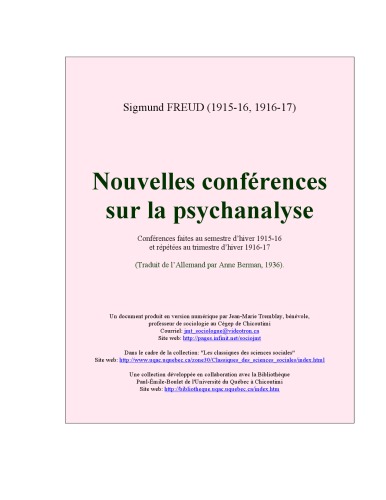 Sigmund FREUD (1915-16, 1916-17)
Nouvelles conférences
sur la psychanalyse
Conférences faites au semestre d’hiver 1915-16
et répétées au trimestre d’hiver 1916-17
(Traduit de l’Allemand par Anne Berman, 1936).
Un document produit en version numérique par Jean-Marie Tremblay, bénévole,
professeur de sociologie au Cégep de Chicoutimi
Courriel: jmt_sociologue@videotron.ca
Site web: http://pages.infinit.net/sociojmt
Dans le cadre de la collection: "Les classiques des sciences sociales"
Site web: http://www.uqac.uquebec.ca/zone30/Classiques_des_sciences_sociales/index.html
Une collection développée en collaboration avec la Bibliothèque
Paul-Émile-Boulet de l'Université du Québec à Chicoutimi
Site web: http://bibliotheque.uqac.uquebec.ca/index.htm